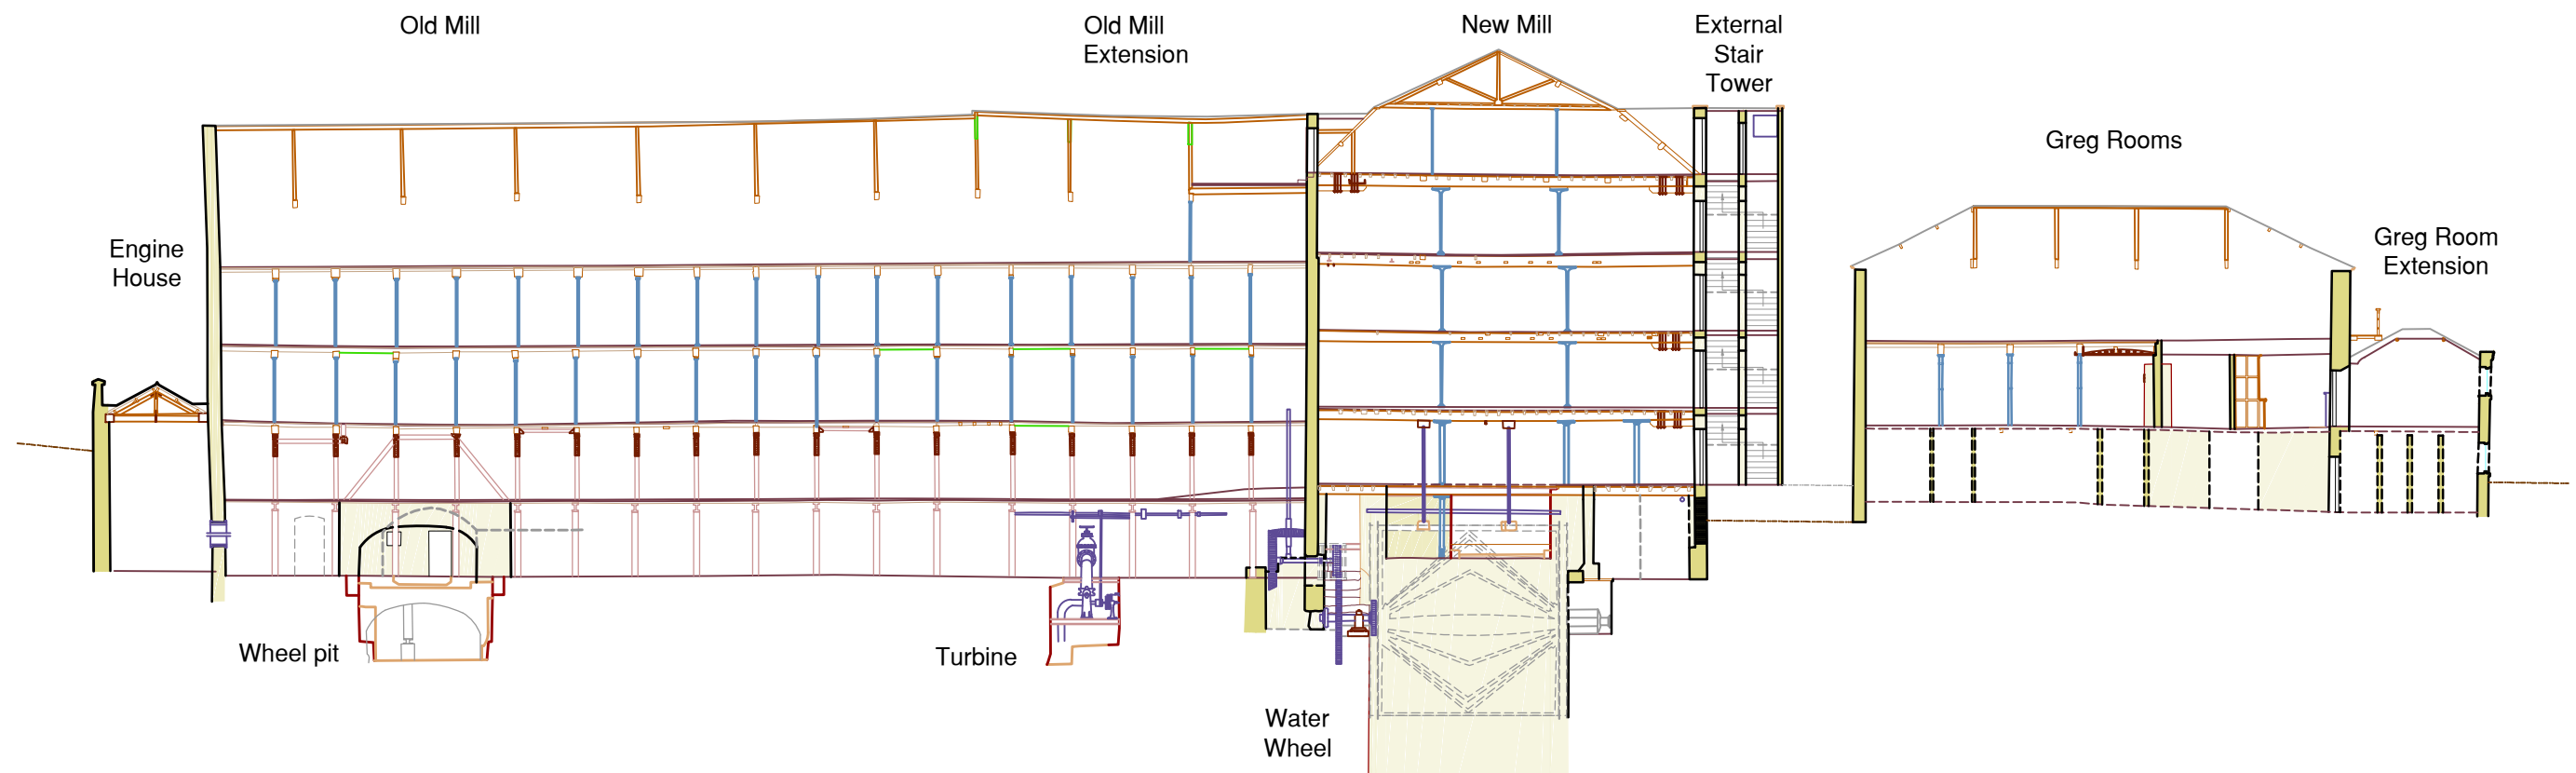 Old Mill
Old Mill
Extension
New Mill
External
Stair
Tower
Greg Rooms
Engine
House
Greg Room
Extension
Wheel pit
Turbine
Water
Wheel